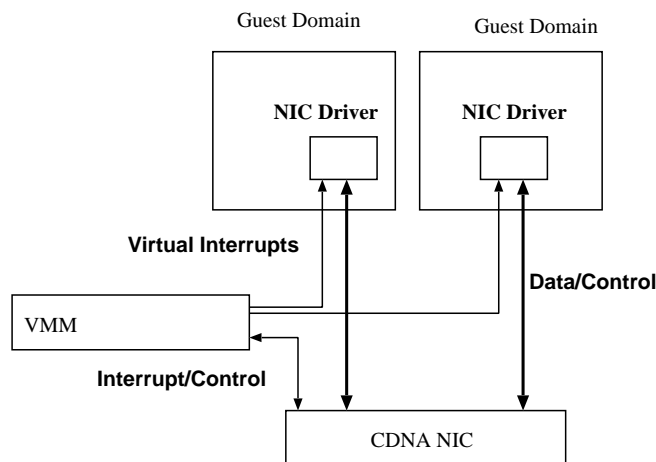 Guest Domain
Guest Domain
NIC Driver
NIC Driver
Virtual Interrupts
Data/Control
VMM
Interrupt/Control
CDNA NIC